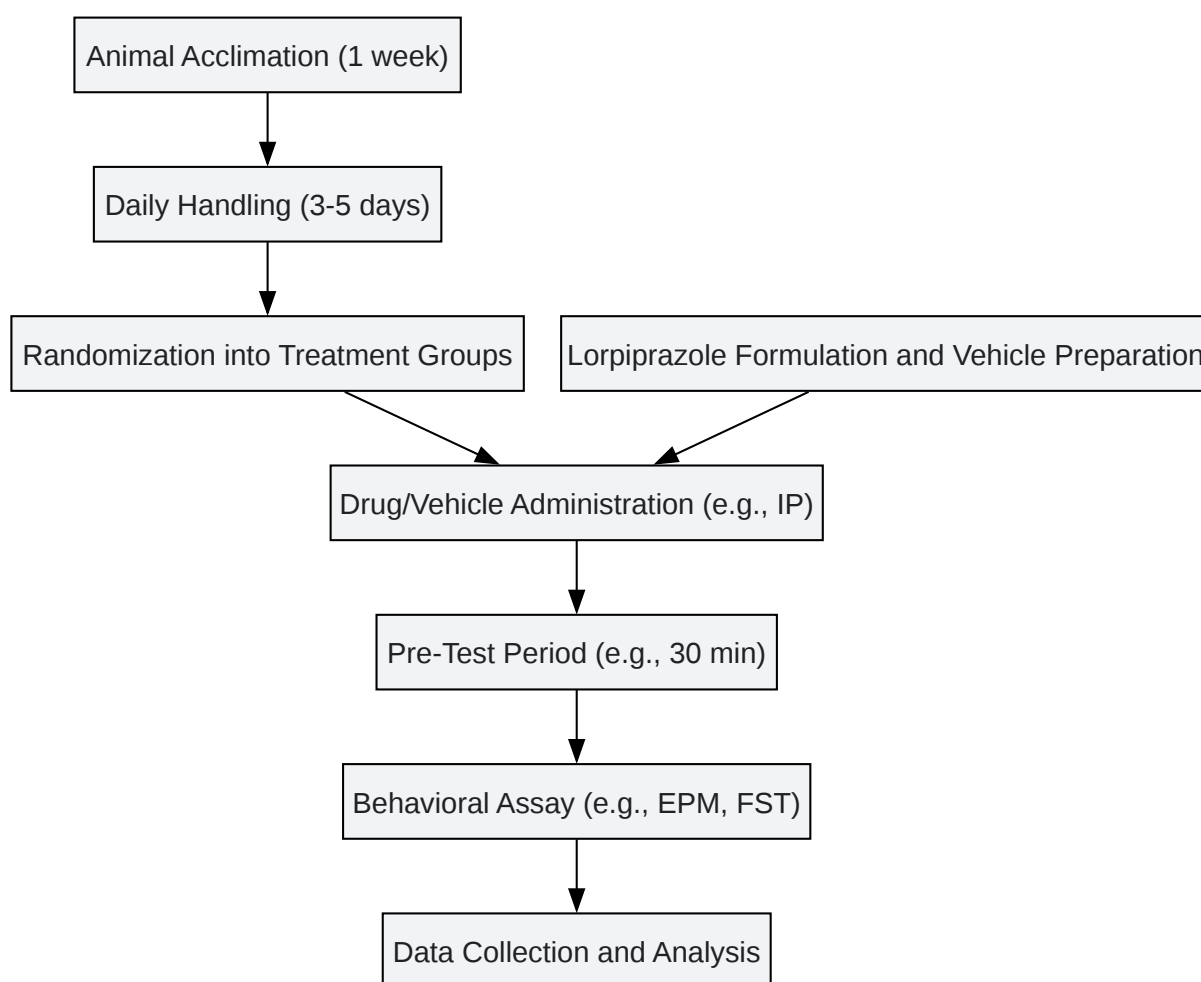 Animal Acclimation (1 week)
Daily Handling (3-5 days)
Randomization into Treatment Groups
Lorpiprazole Formulation and Vehicle Preparation
Drug/Vehicle Administration (e.g., IP)
Pre-Test Period (e.g., 30 min)
Behavioral Assay (e.g., EPM, FST)
Data Collection and Analysis